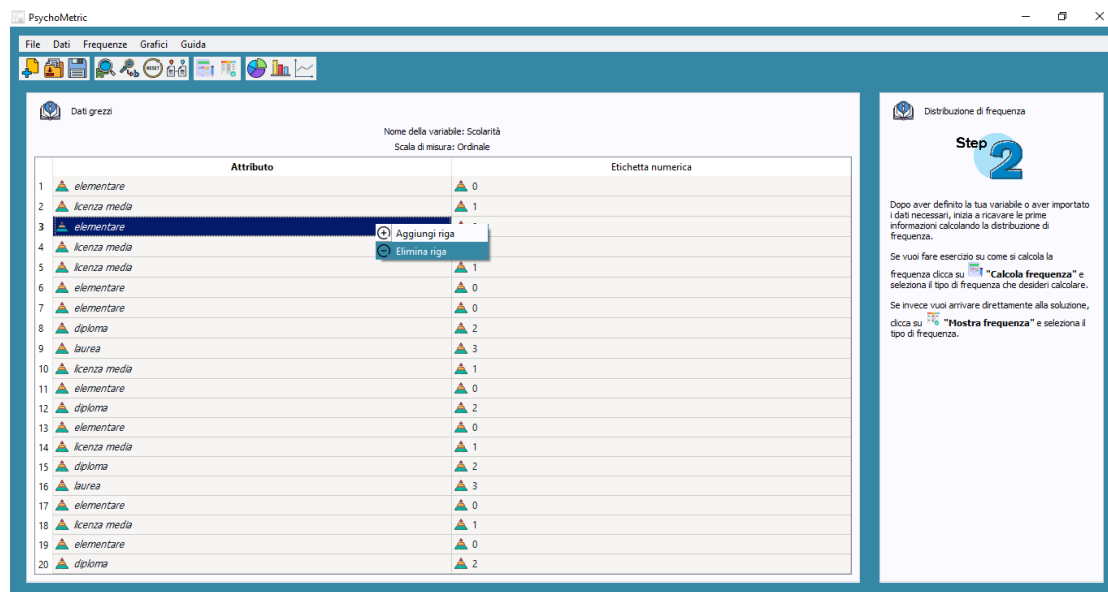 PsychoMetric
File Dati Frequenze Grafici Guida
RESET
Dati grezzi
Nome della variabile: Scolarità
Scala di misura: Ordinale
Attributo Etichetta numerica
1 elementare 0
2 licenza media 1
3 elementare
Aggiungi riga
4 licenza media
Elimina riga
5 licenza media 1
6 elementare 0
7 elementare 0
8 diploma 2
9 laurea 3
10 licenza media 1
11 elementare 0
12 diploma 2
13 elementare 0
14 licenza media 1
15 diploma 2
16 laurea 3
17 elementare 0
18 licenza media 1
19 elementare 0
20 diploma 2
Distribuzione di frequenza
Step 2
Dopo aver definito la tua variabile o aver importato
i dati necessari, inizia a ricavare le prime
informazioni calcolando la distribuzione di
frequenza.
Se vuoi fare esercizio su come si calcola la
frequenza clicca su "Calcola frequenza" e
seleziona il tipo di frequenza che desideri calcolare.
Se invece vuoi arrivare direttamente alla soluzione,
clicca su "Mostra frequenza" e seleziona il
tipo di frequenza.